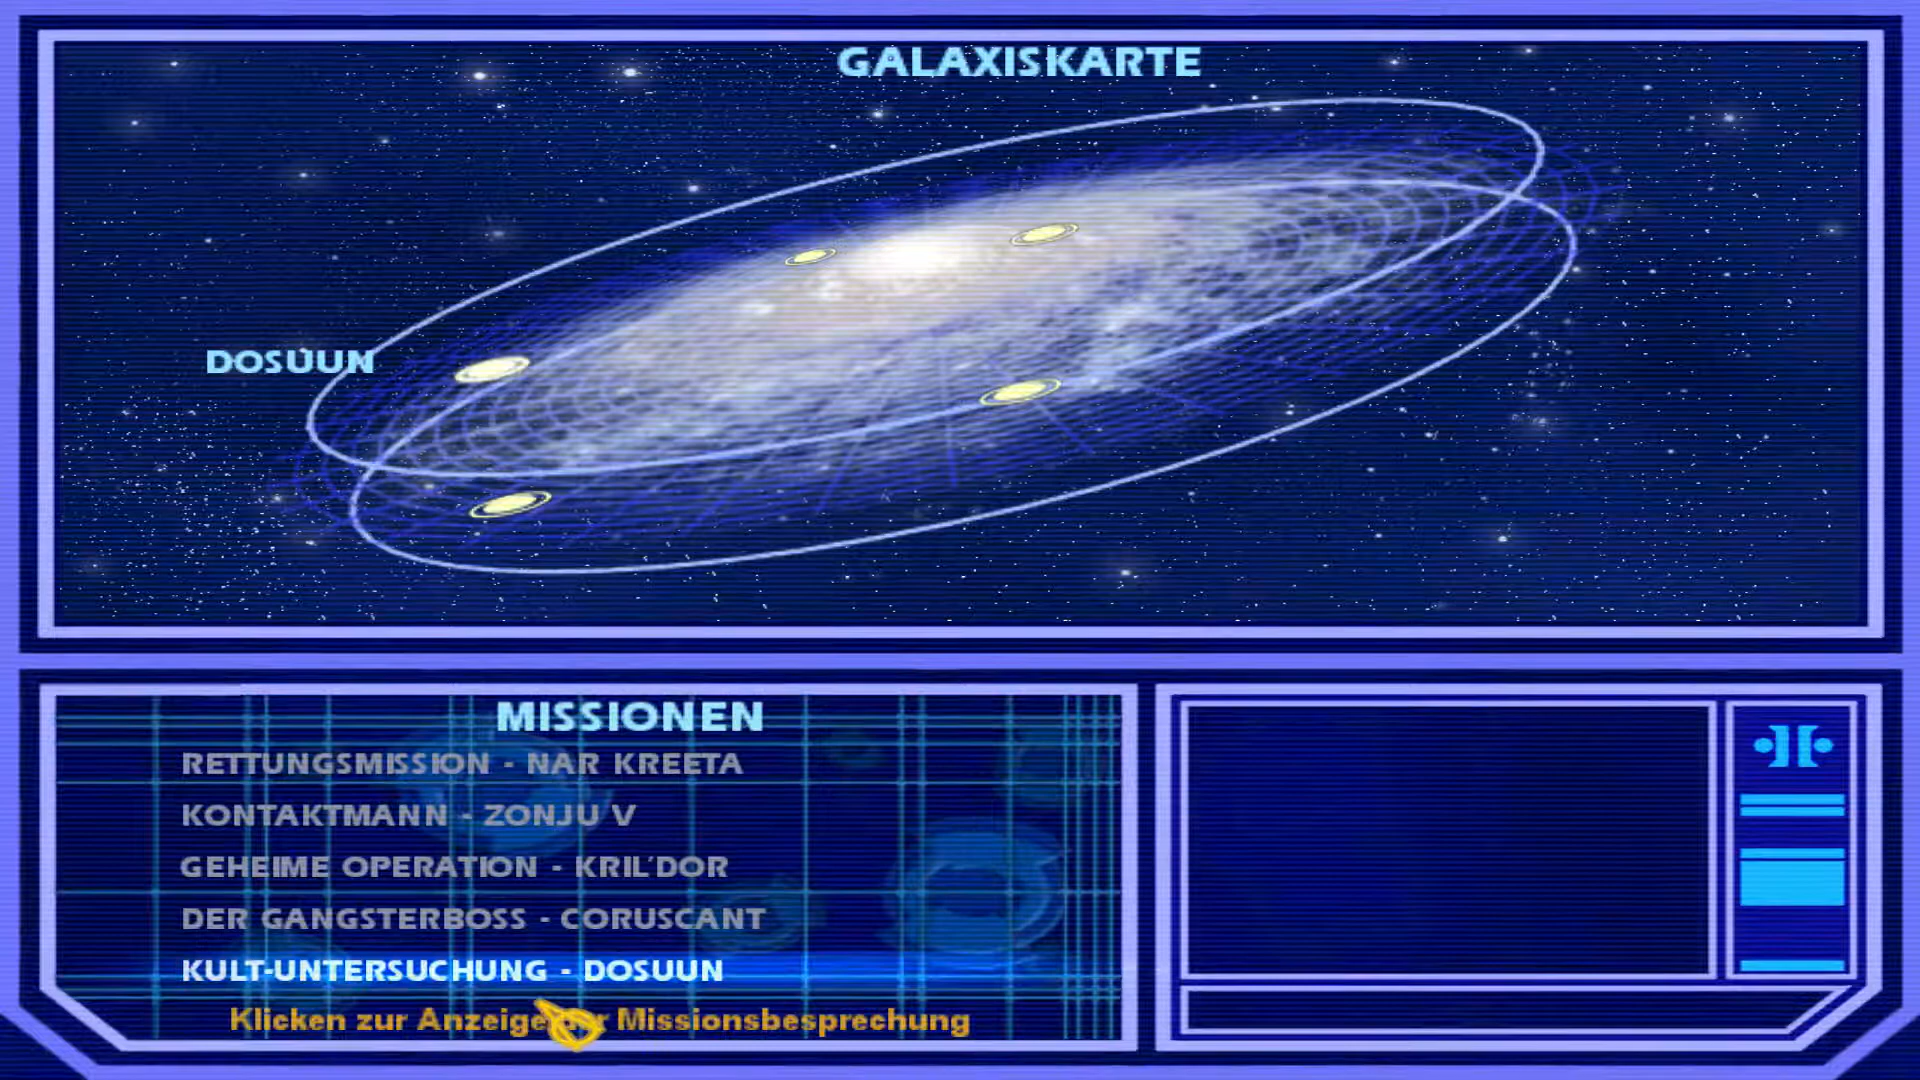 GALAXISKARTE
DOSUUN
MISSIONEN
RETTUNGSMISSION - NAR KREETA
KONTAKTMANN - ZONJU V
GEHEIME OPERATION - KRIL'DOR
DER GANGSTERBOSS - CORUSCANT
KULT-UNTERSUCHUNG - DOSUUN
Klicken zur Anzeige der Missionsbesprechung